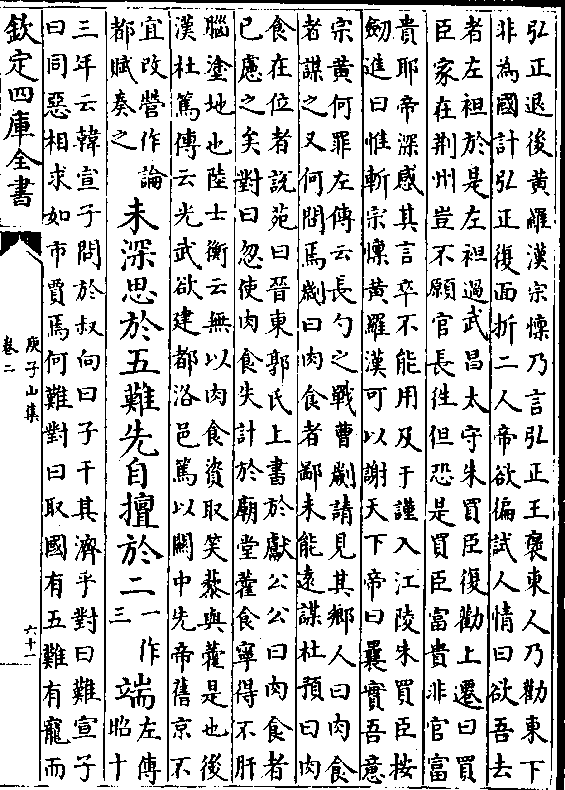 弘正退後黃羅漢宗懍乃言弘正王褒東人乃勸東下
非為國計弘正復面折二人帝欲徧試人情曰欲吾去
者左袒於是左袒過武昌太守朱買臣復勸上遷曰買
臣家在荆州豈不願官長徃但恐是買臣富貴非官富
貴耶帝深感其言卒不能用及于謹入江陵朱買臣按
劒進曰惟斬宗懍黃羅漢可以謝天下帝曰曩實吾意
宗黃何罪左傳云長勺之戰曹劌請見其鄉人曰肉食
者謀之又何問焉劌曰肉食者鄙未能遠謀杜預曰肉
食在位者說苑曰晉東郭氏上書於獻公公曰肉食者
已慮之矣對曰忽使肉食失計於廟堂藿食寧得不肝
腦塗地也陸士衡云無以肉食資取笑藜與藿是也後
漢杜篤傳云光武欲建都洛邑篤以關中先帝舊京不
宜改營作論
都賦奏之
未深思於五難先自擅於二
一作
三
端
左傳
昭十
三年云韓宣子問於叔向曰子干其濟乎對曰難宣子
曰同惡相求如市賈焉何難對曰取國有五難有寵而
欽定四庫全書
庾子山集
卷二
六十一